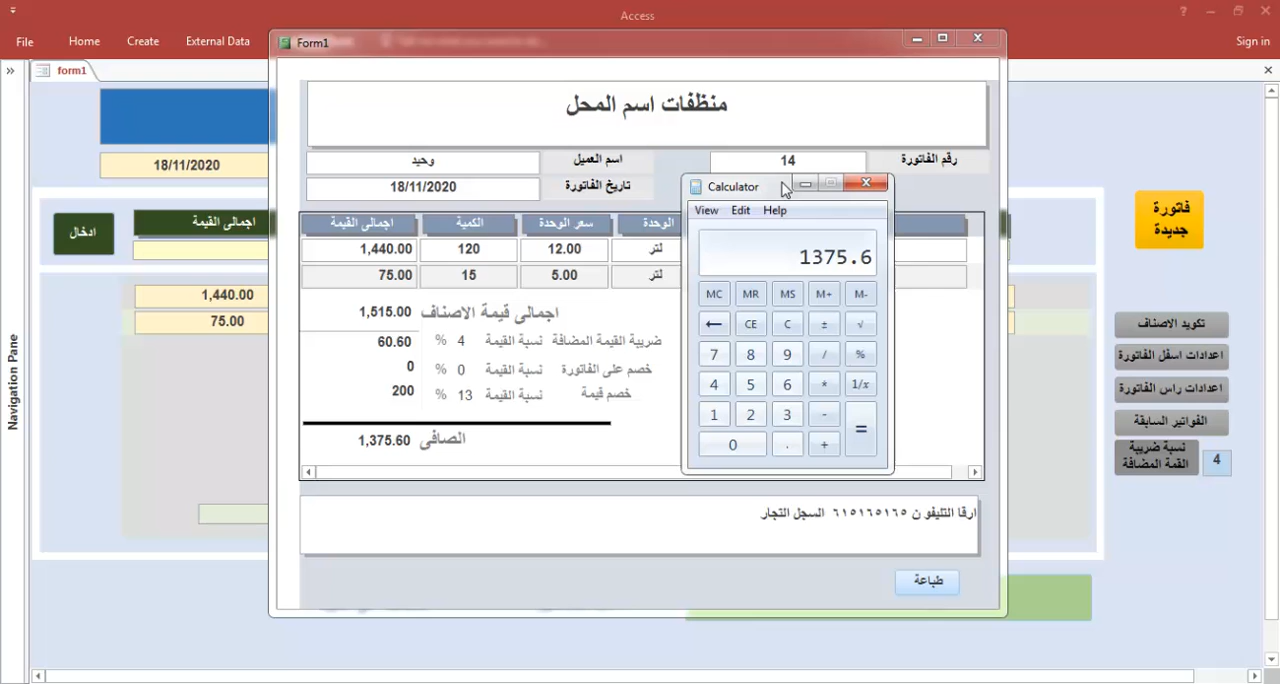 Access
File Home Create External Data
Sign in
form1
Form1
Navigation Pane
18/11/2020
ادخال
اجمالى القيمة
1,440.00
75.00
منظفات اسم المحل
رقم الفاتورة 14 اسم العميل وحيد
تاريخ الفاتورة 18/11/2020
الوحدة سعر الوحدة الكمية اجمالى القيمة
لتر 12.00 120 1,440.00
لتر 5.00 15 75.00
اجمالى قيمة الاصناف 1,515.00
ضريبة القيمة المضافة نسبة القيمة 4 % 60.60
خصم على الفاتورة نسبة القيمة 0 % 0
خصم قيمة نسبة القيمة 13 % 200
الصافى 1,375.60
ارقا التليفو ن ٦١٥١٦٥١٦٥ السجل التجار
طباعة
Calculator
View Edit Help
1375.6
MC MR MS M+ M-
← CE C ± √
7 8 9 / %
4 5 6 * 1/x
1 2 3 - =
0 . +
فاتورة
جديدة
تكويد الاصناف
اعدادات اسفل الفاتورة
اعدادات راس الفاتورة
الفواتير السابقة
نسبة ضريبة
القمة المضافة
4